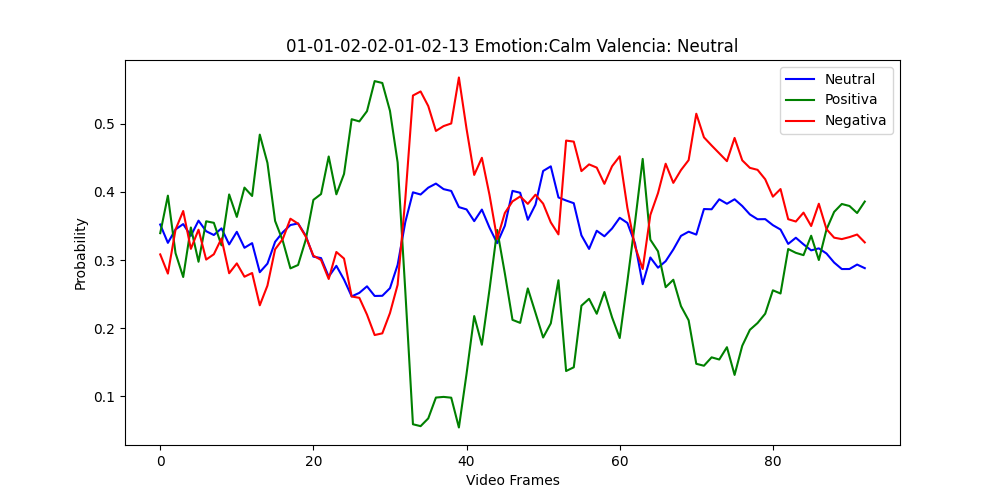 01-01-02-02-01-02-13 Emotion:Calm Valencia: Neutral
Neutral
Positiva
Negativa
0.5
0.4
0.3
0.2
0.1
Probability
0 20 40 60 80
Video Frames